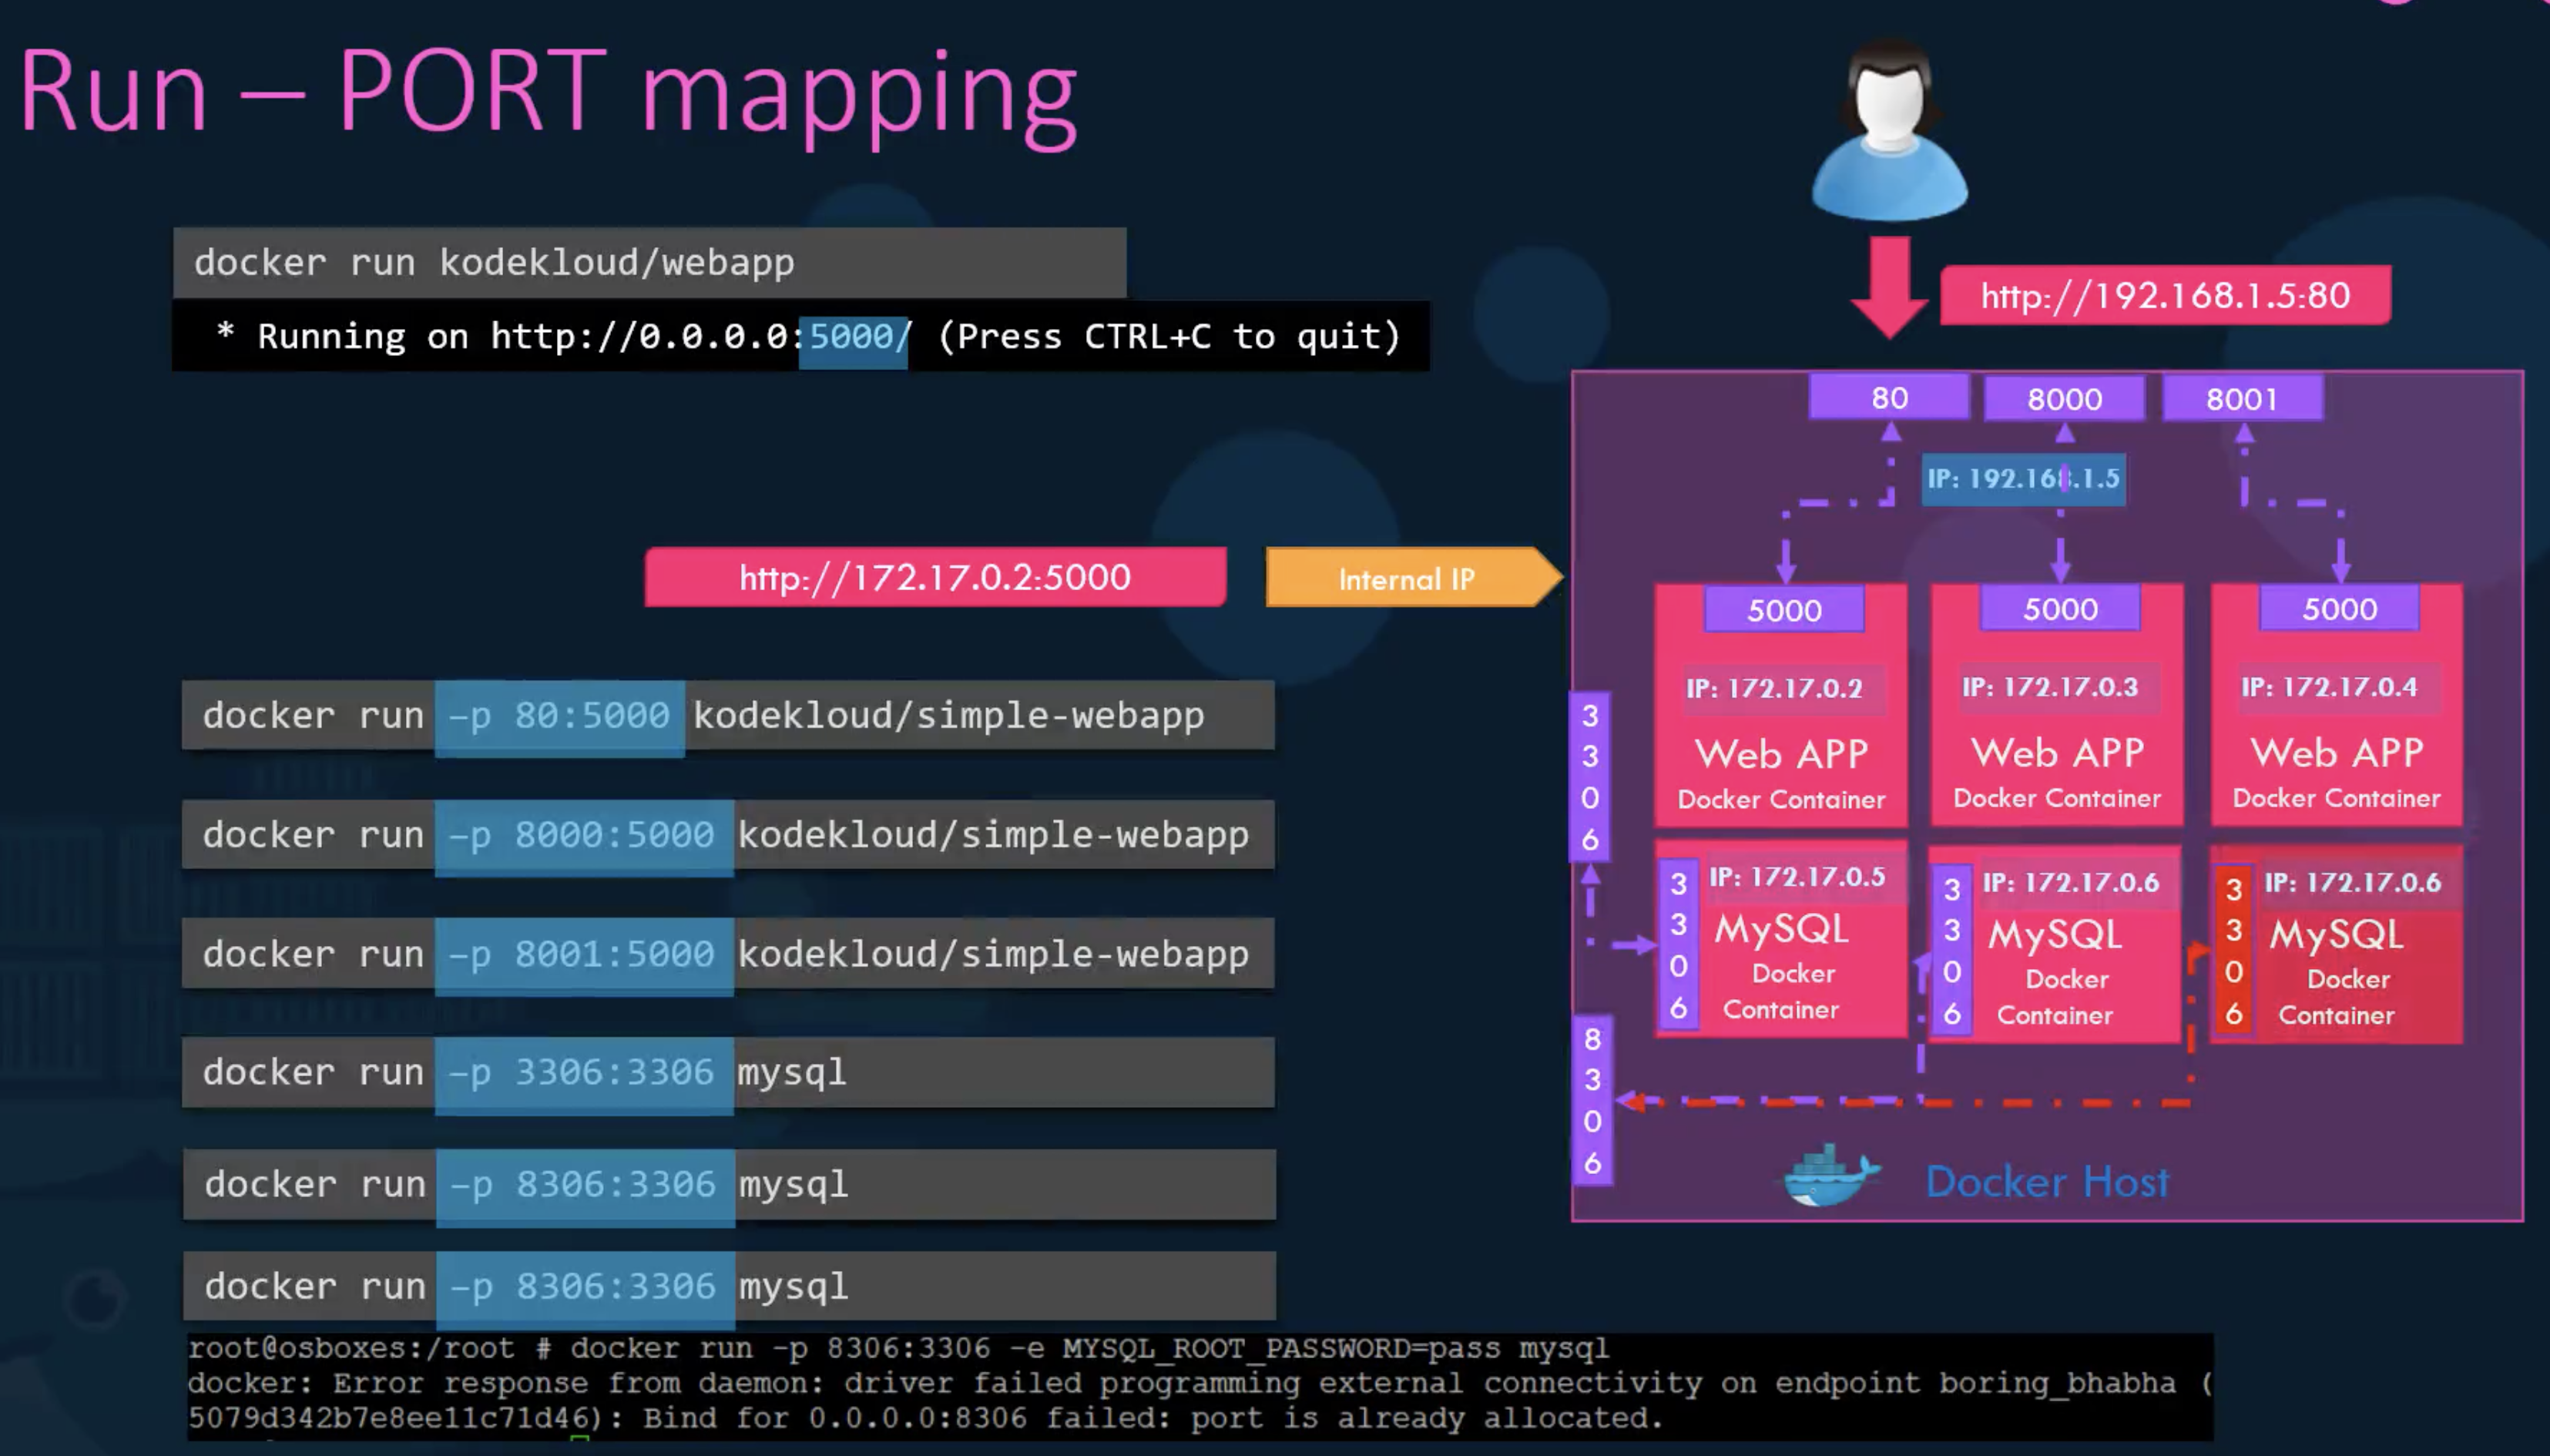 Run – PORT mapping
docker run kodekloud/webapp
* Running on http://0.0.0.0:5000/ (Press CTRL+C to quit)
http://172.17.0.2:5000
Internal IP
docker run –p 80:5000 kodekloud/simple-webapp
docker run –p 8000:5000 kodekloud/simple-webapp
docker run –p 8001:5000 kodekloud/simple-webapp
docker run –p 3306:3306 mysql
docker run –p 8306:3306 mysql
docker run –p 8306:3306 mysql
root@osboxes:/root # docker run -p 8306:3306 -e MYSQL_ROOT_PASSWORD=pass mysql
docker: Error response from daemon: driver failed programming external connectivity on endpoint boring_bhabha (
5079d342b7e8ee11c71d46): Bind for 0.0.0.0:8306 failed: port is already allocated.
http://192.168.1.5:80
80
8000
8001
IP: 192.168.1.5
5000
5000
5000
IP: 172.17.0.2
IP: 172.17.0.3
IP: 172.17.0.4
Web APP
Docker Container
Web APP
Docker Container
Web APP
Docker Container
3306
3306
IP: 172.17.0.5
MySQL
Docker
Container
3306
IP: 172.17.0.6
MySQL
Docker
Container
3306
IP: 172.17.0.6
MySQL
Docker
Container
8306
Docker Host